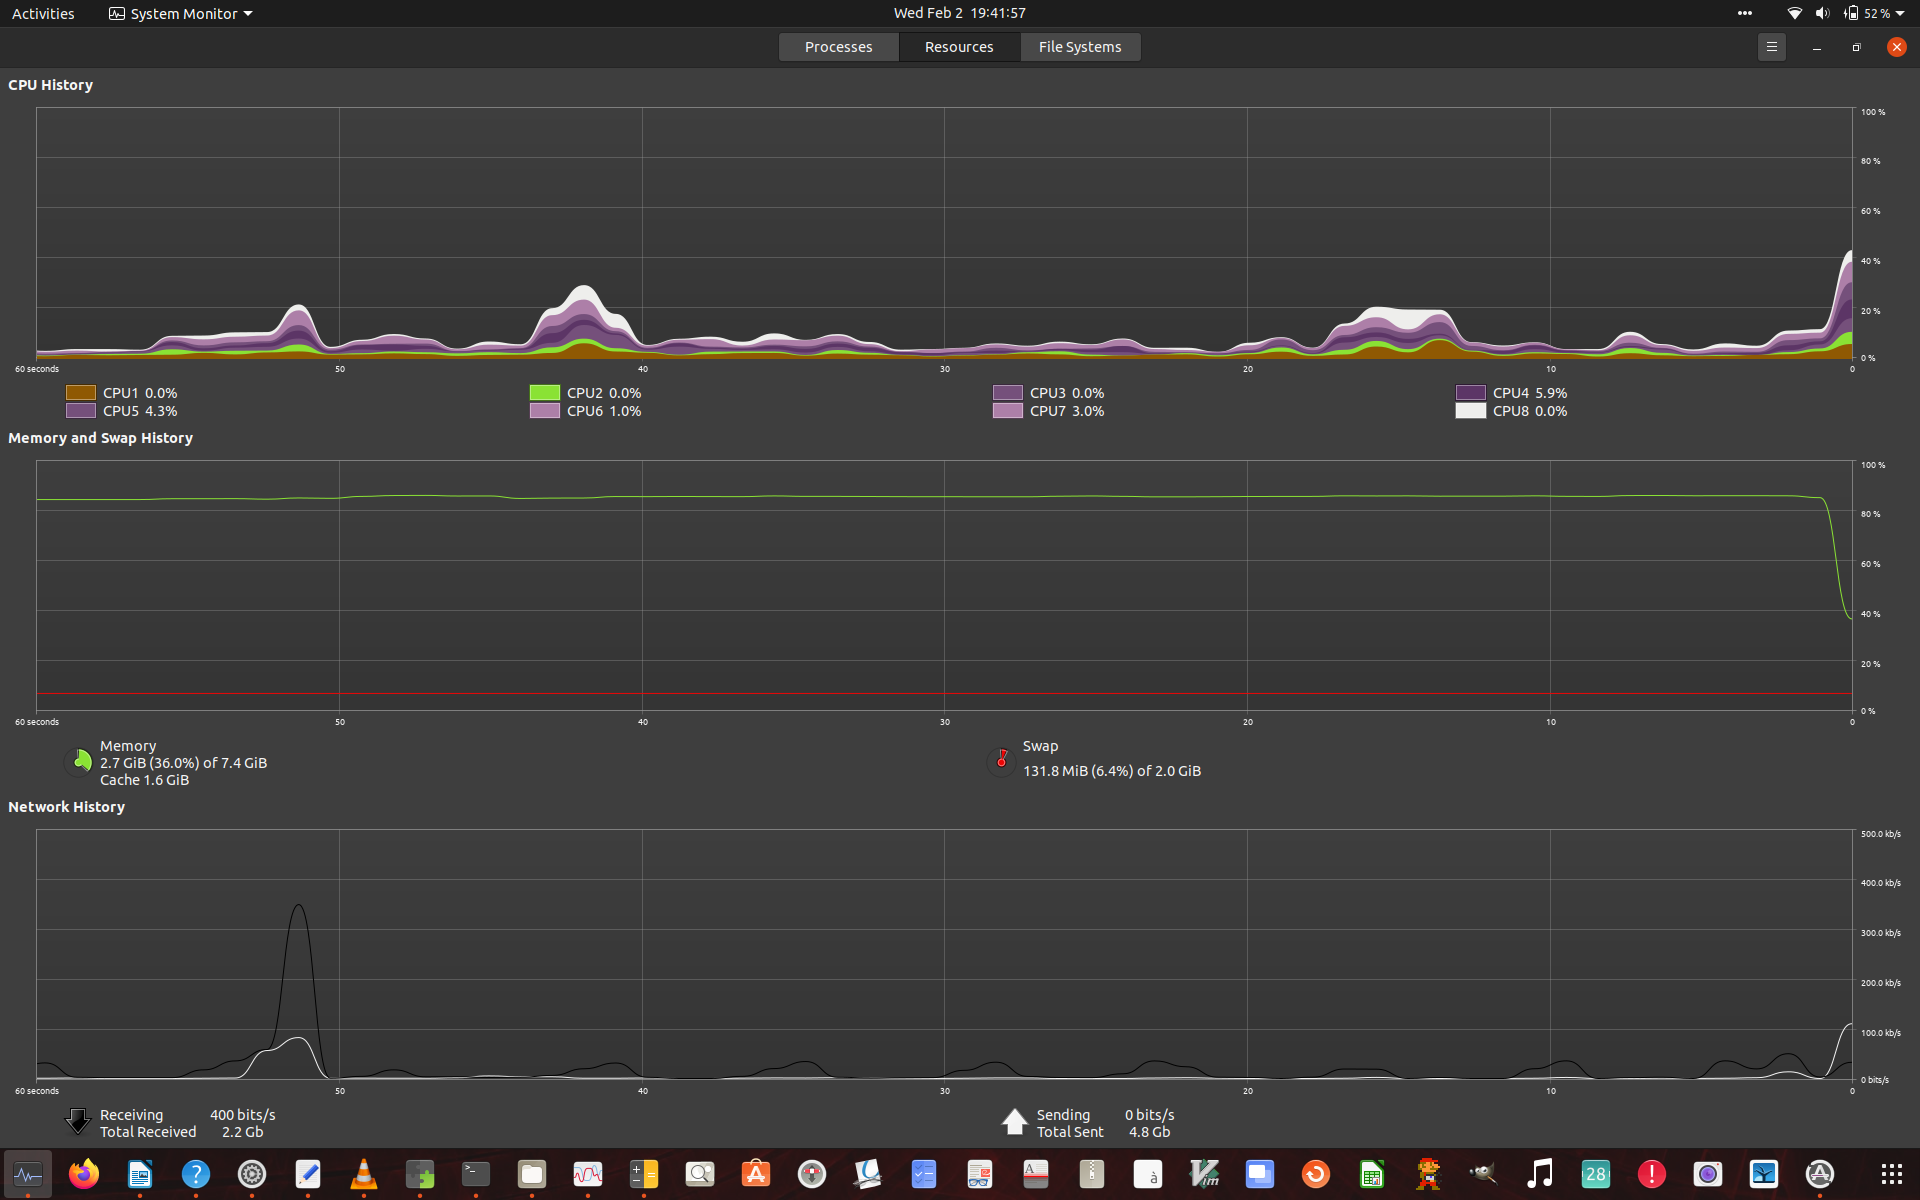 Activities System Monitor Wed Feb 2 19:41:57 52 %
Processes Resources File Systems
CPU History
100 %
80 %
60 %
40 %
20 %
0 %
60 seconds 50 40 30 20 10 0
CPU1 0.0% CPU2 0.0% CPU3 0.0% CPU4 5.9%
CPU5 4.3% CPU6 1.0% CPU7 3.0% CPU8 0.0%
Memory and Swap History
100 %
80 %
60 %
40 %
20 %
0 %
60 seconds 50 40 30 20 10 0
Memory
2.7 GiB (36.0%) of 7.4 GiB
Cache 1.6 GiB
Swap
131.8 MiB (6.4%) of 2.0 GiB
Network History
500.0 kb/s
400.0 kb/s
300.0 kb/s
200.0 kb/s
100.0 kb/s
0 bits/s
60 seconds 50 40 30 20 10 0
Receiving 400 bits/s
Total Received 2.2 Gb
Sending 0 bits/s
Total Sent 4.8 Gb
? >_ A A à Vim 28 !